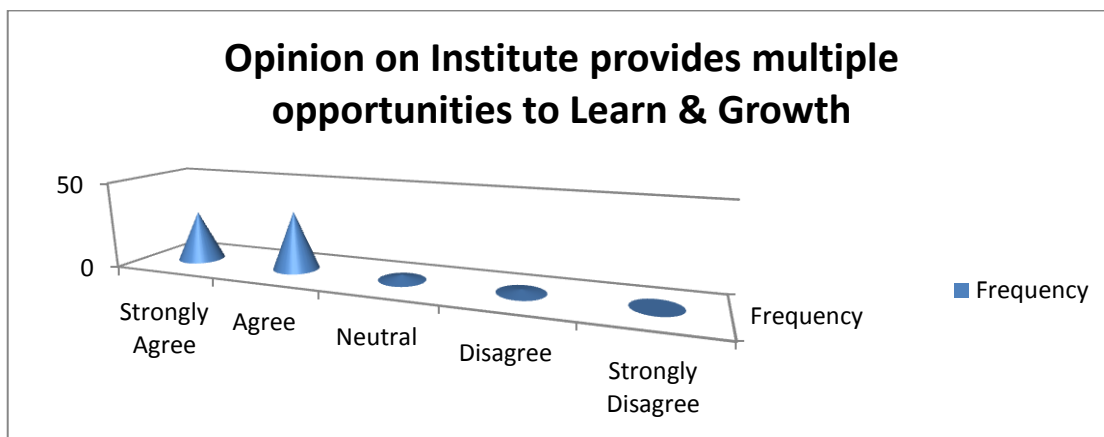 Opinion on Institute provides multiple
opportunities to Learn & Growth
50
0
Strongly
Agree
Agree
Neutral
Disagree
Strongly
Disagree
Frequency
Frequency